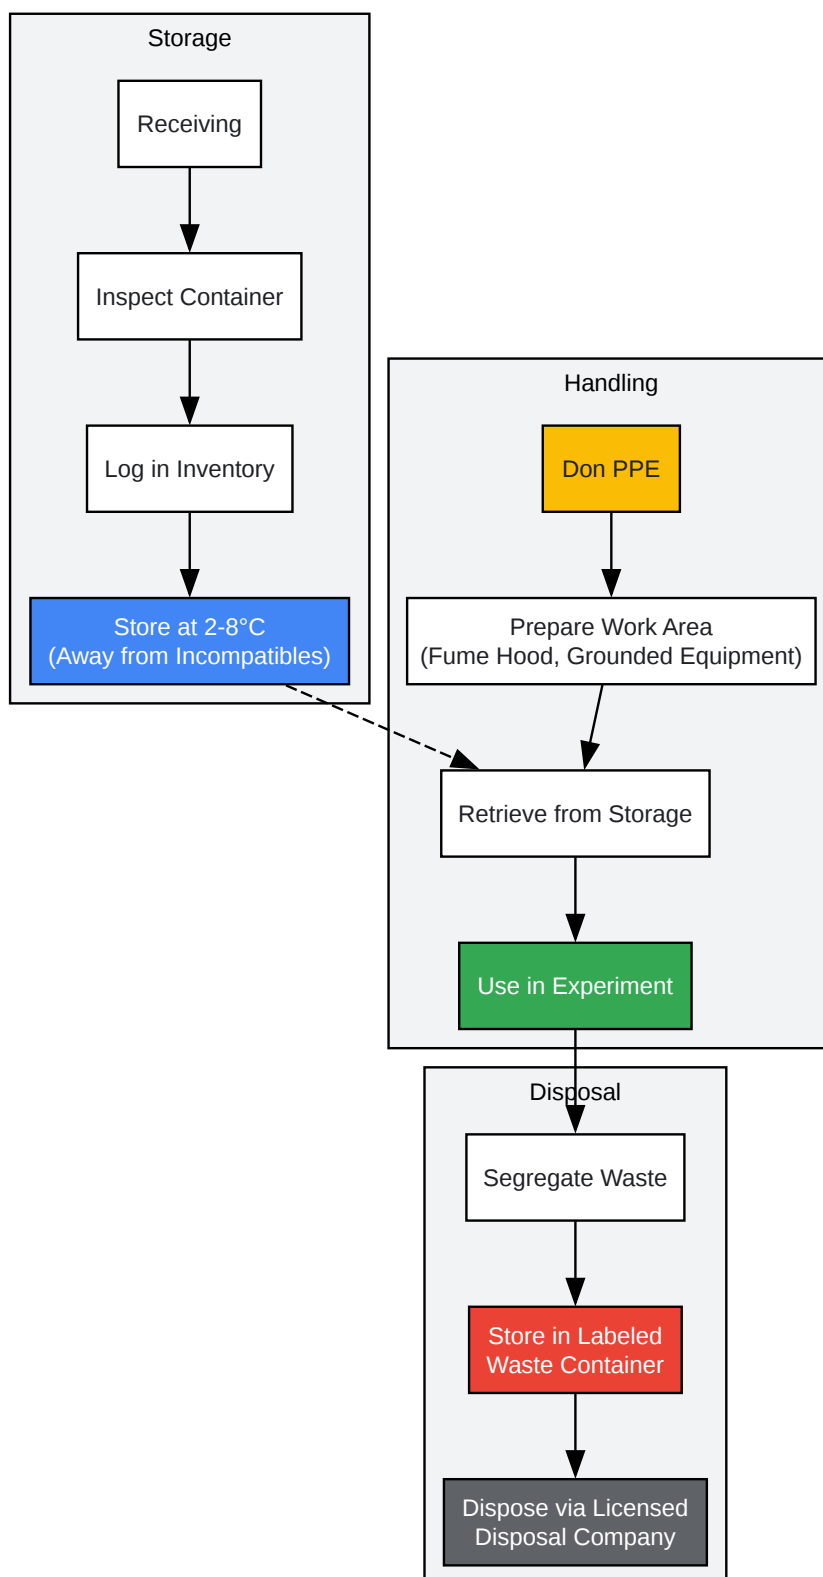 Storage
Receiving
Inspect Container
Log in Inventory
Store at 2-8°C
(Away from Incompatibles)
Handling
Don PPE
Prepare Work Area
(Fume Hood, Grounded Equipment)
Retrieve from Storage
Use in Experiment
Disposal
Segregate Waste
Store in Labeled
Waste Container
Dispose via Licensed
Disposal Company